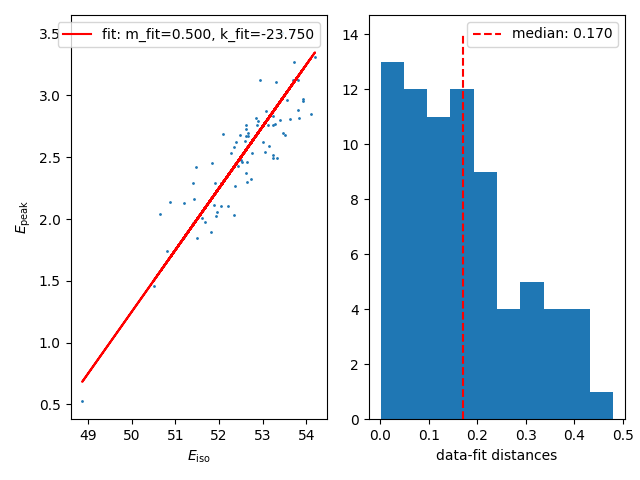 fit: m_fit=0.500, k_fit=-23.750
3.5
3.0
2.5
2.0
1.5
1.0
0.5
E_peak
49 50 51 52 53 54
E_iso
median: 0.170
14
12
10
8
6
4
2
0
0.0 0.1 0.2 0.3 0.4 0.5
data-fit distances